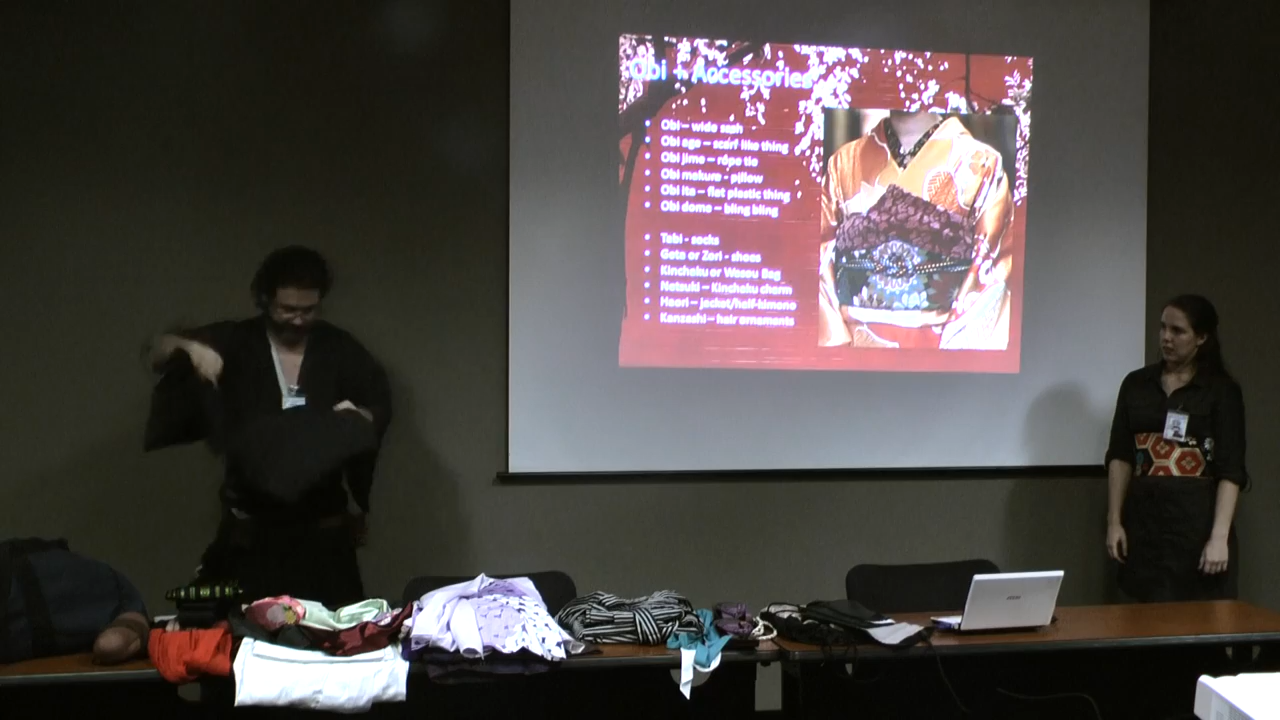 Obi + Accessories
• Obi – wide sash
• Obi age – scarf like thing
• Obi jime – rope tie
• Obi makura - pillow
• Obi ita – flat plastic thing
• Obi dome – bling bling
• Tabi - socks
• Geta or Zori - shoes
• Kinchaku or Wasou Bag
• Netsuki – Kinchaku charm
• Haori – jacket/half-kimono
• Kanzashi – hair ornaments